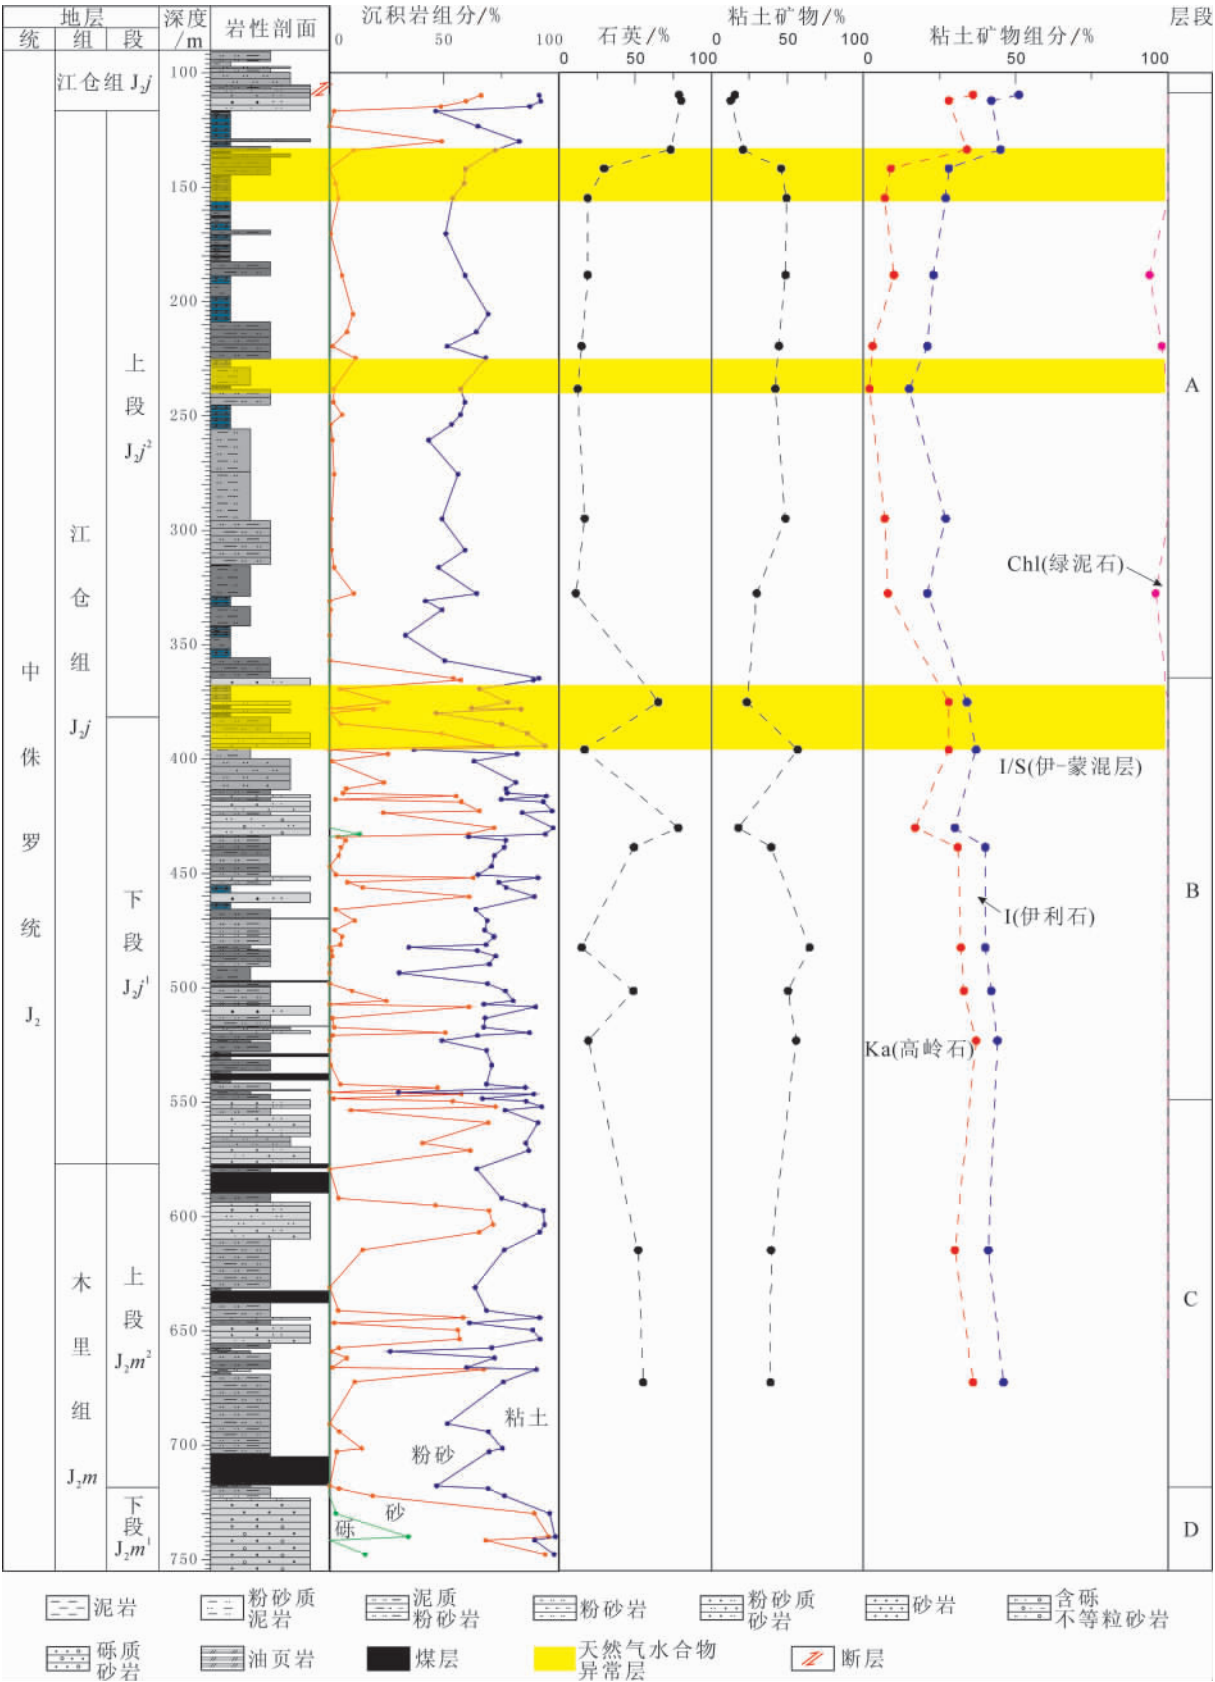 地层
统
组
段
深度
/m
岩性剖面
沉积岩组分/%
0
50
100
石英/%
0
50
100
粘土矿物/%
0
50
100
粘土矿物组分/%
0
50
100
层段
江仓组 J₂j
100
150
200
250
300
350
400
450
500
550
600
650
700
750
中
侏
罗
统
J₂
江
仓
组
J₂j
上
段
J₂j²
下
段
J₂j¹
木
里
组
J₂m
上
段
J₂m²
下
段
J₂m¹
A
B
C
D
Chl(绿泥石)
I/S(伊-蒙混层)
I(伊利石)
Ka(高岭石)
粘土
粉砂
砂
砾
泥岩
粉砂质
泥岩
泥质
粉砂岩
粉砂岩
粉砂质
砂岩
砂岩
含砾
不等粒砂岩
砾质
砂岩
油页岩
煤层
天然气水合物
异常层
断层